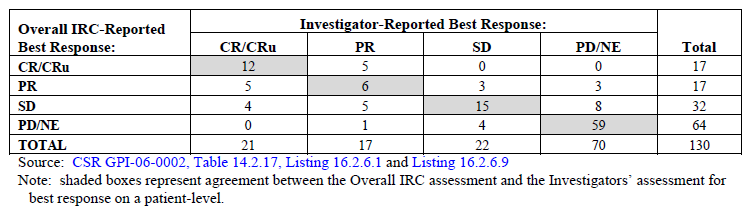 Overall IRC-Reported Best Response: Investigator-Reported Best Response:
CR/CRu PR SD PD/NE Total
CR/CRu 12 5 0 0 17
PR 5 6 3 3 17
SD 4 5 15 8 32
PD/NE 0 1 4 59 64
TOTAL 21 17 22 70 130
Source: CSR GPI-06-0002, Table 14.2.17, Listing 16.2.6.1 and Listing 16.2.6.9
Note: shaded boxes represent agreement between the Overall IRC assessment and the Investigators’ assessment for
best response on a patient-level.